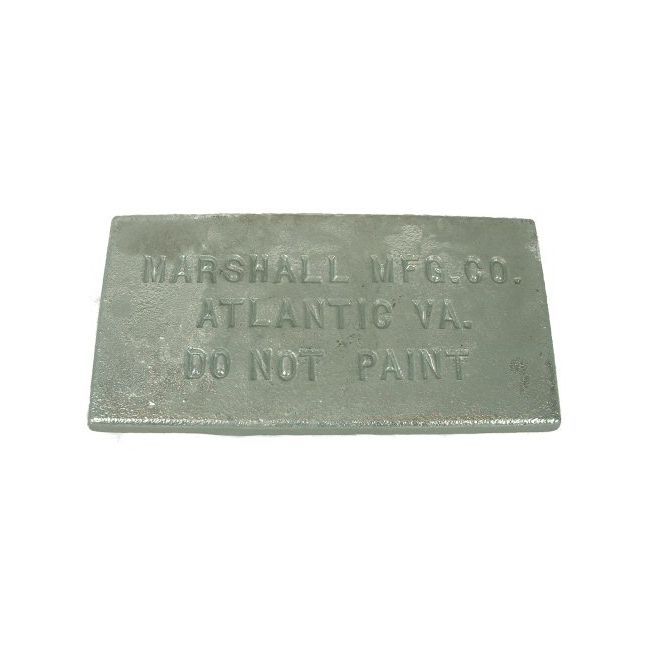 MARSHALL MFG.CO.
ATLANTIC VA.
DO NOT PAINT